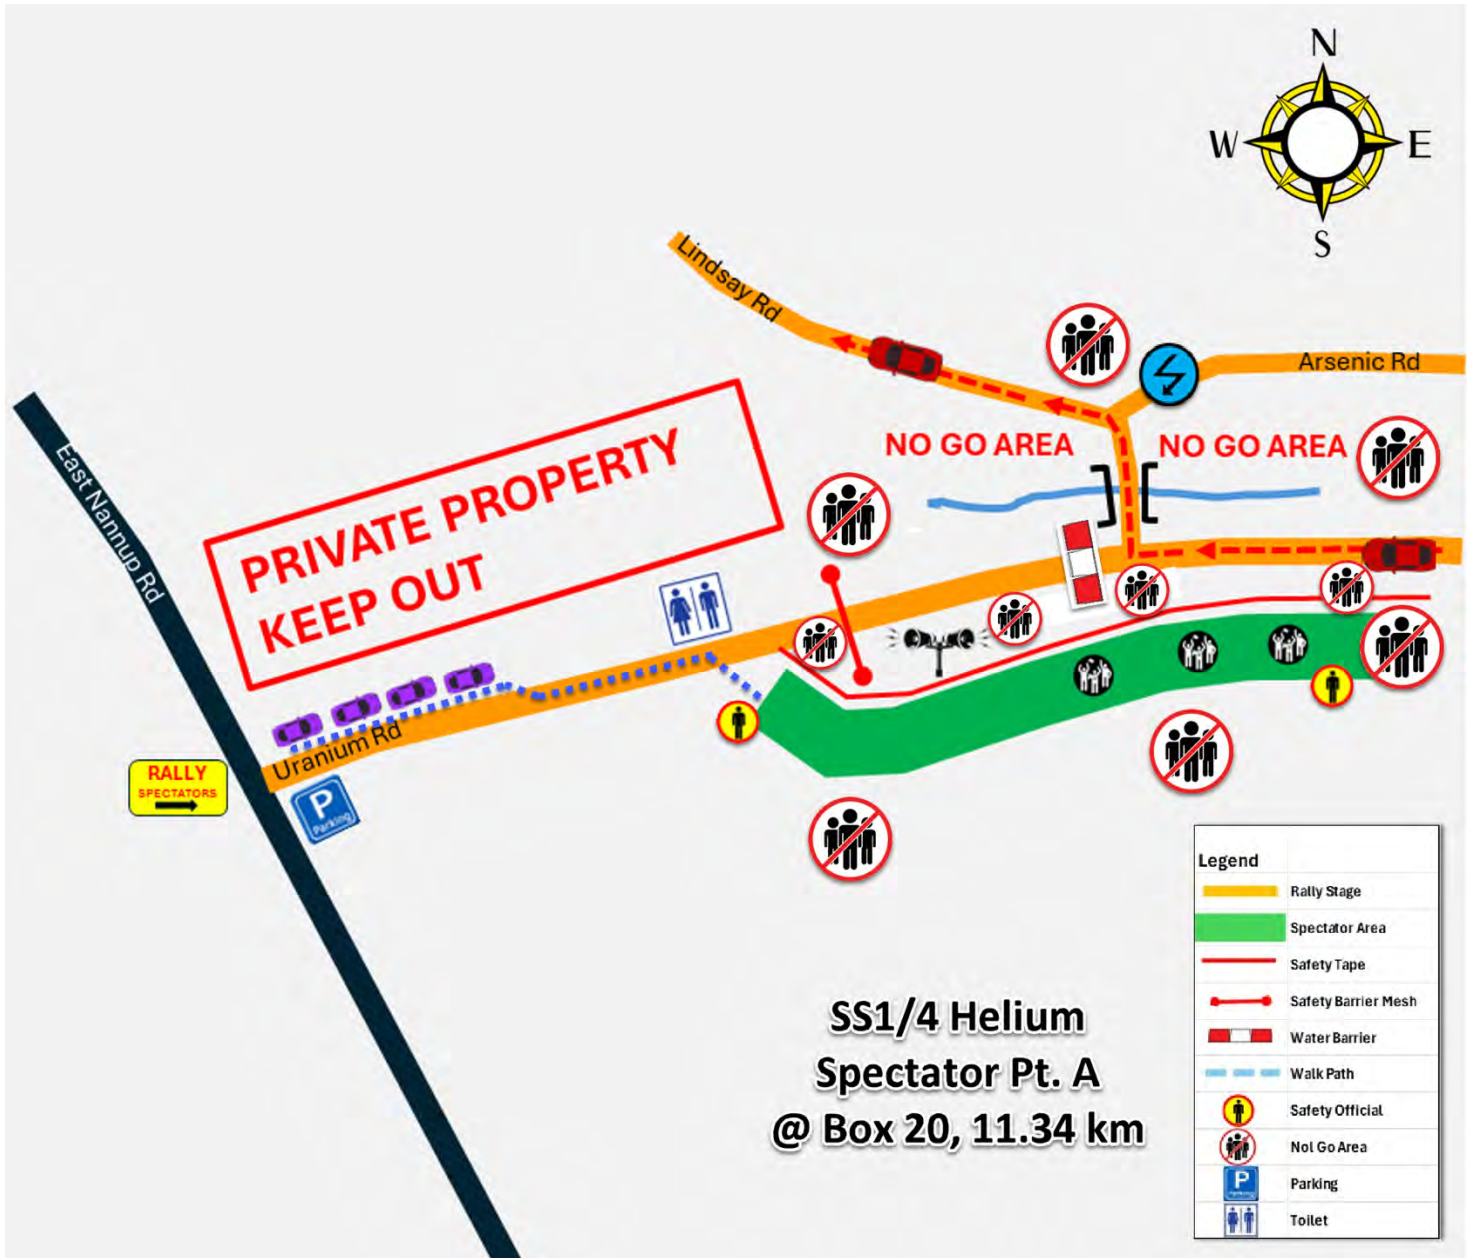 N
W
E
S
Lindsay Rd
Arsenic Rd
NO GO AREA
NO GO AREA
East Nannup Rd
PRIVATE PROPERTY
KEEP OUT
Uranium Rd
RALLY
SPECTATORS
P
Parking
SS1/4 Helium
Spectator Pt. A
@ Box 20, 11.34 km
Legend
Rally Stage
Spectator Area
Safety Tape
Safety Barrier Mesh
Water Barrier
Walk Path
Safety Official
Nol Go Area
P
Parking
Parking
Toilet